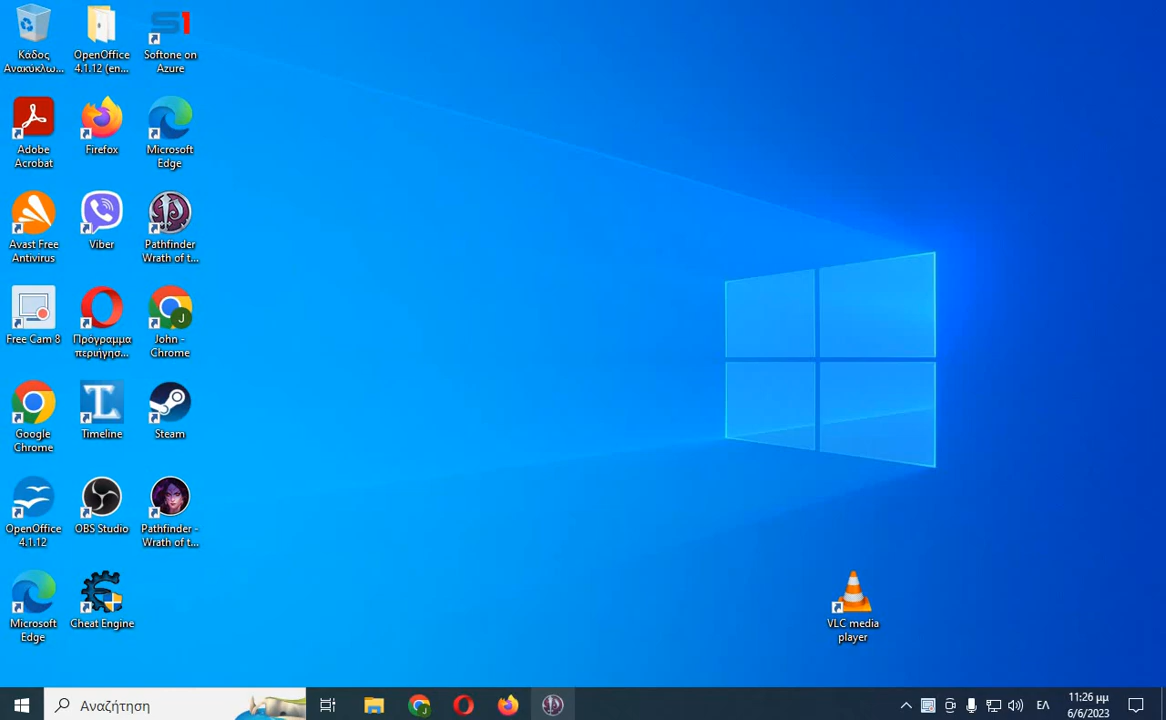 Κάδος
Ανακύκλω...
OpenOffice
4.1.12 (en...
S1
Softone on
Azure
Adobe
Acrobat
Firefox
Microsoft
Edge
Avast Free
Antivirus
Viber
Pathfinder
Wrath of t...
Free Cam 8
Πρόγραμμα
περιήγησ...
J
John -
Chrome
Google
Chrome
T
Timeline
Steam
OpenOffice
4.1.12
OBS Studio
Pathfinder -
Wrath of t...
Microsoft
Edge
Cheat Engine
VLC media
player
Αναζήτηση
ΕΛ
11:26 μμ
6/6/2023